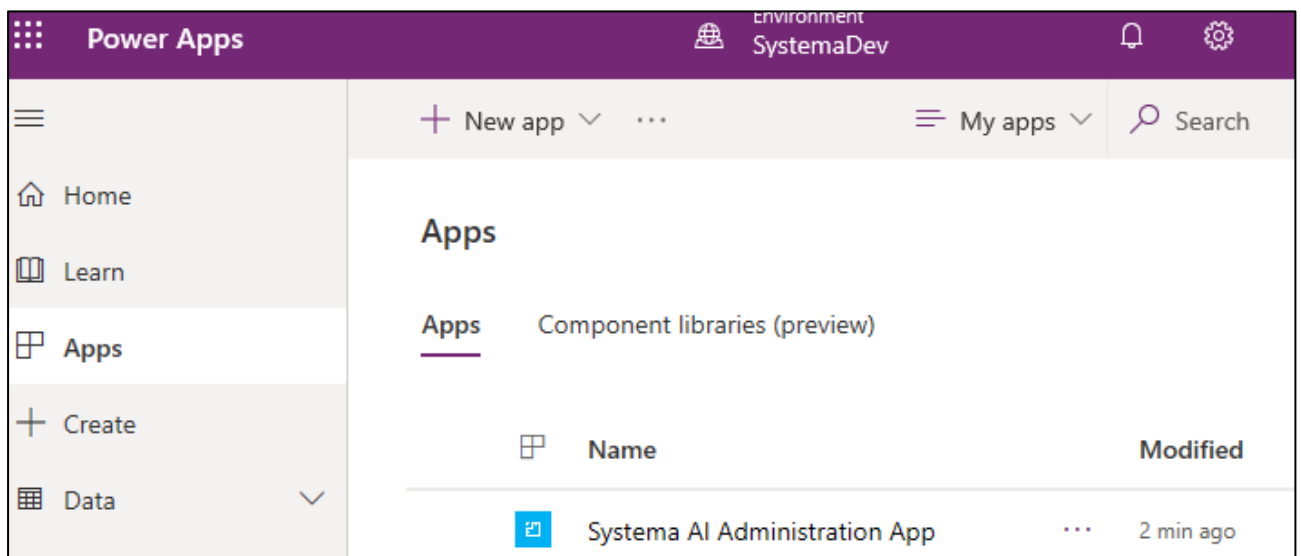 Power Apps
Environment
SystemaDev
New app
My apps
Search
Home
Learn
Apps
Create
Data
Apps
Apps Component libraries (preview)
Name Modified
Systema AI Administration App ... 2 min ago